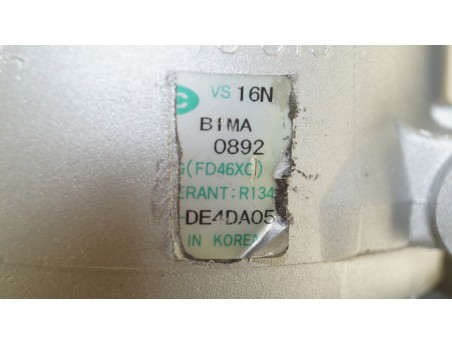 C VS 16N
BIMA
0892
G(FD46XG)
ERANT:R134
DE4DA05
IN KOREA